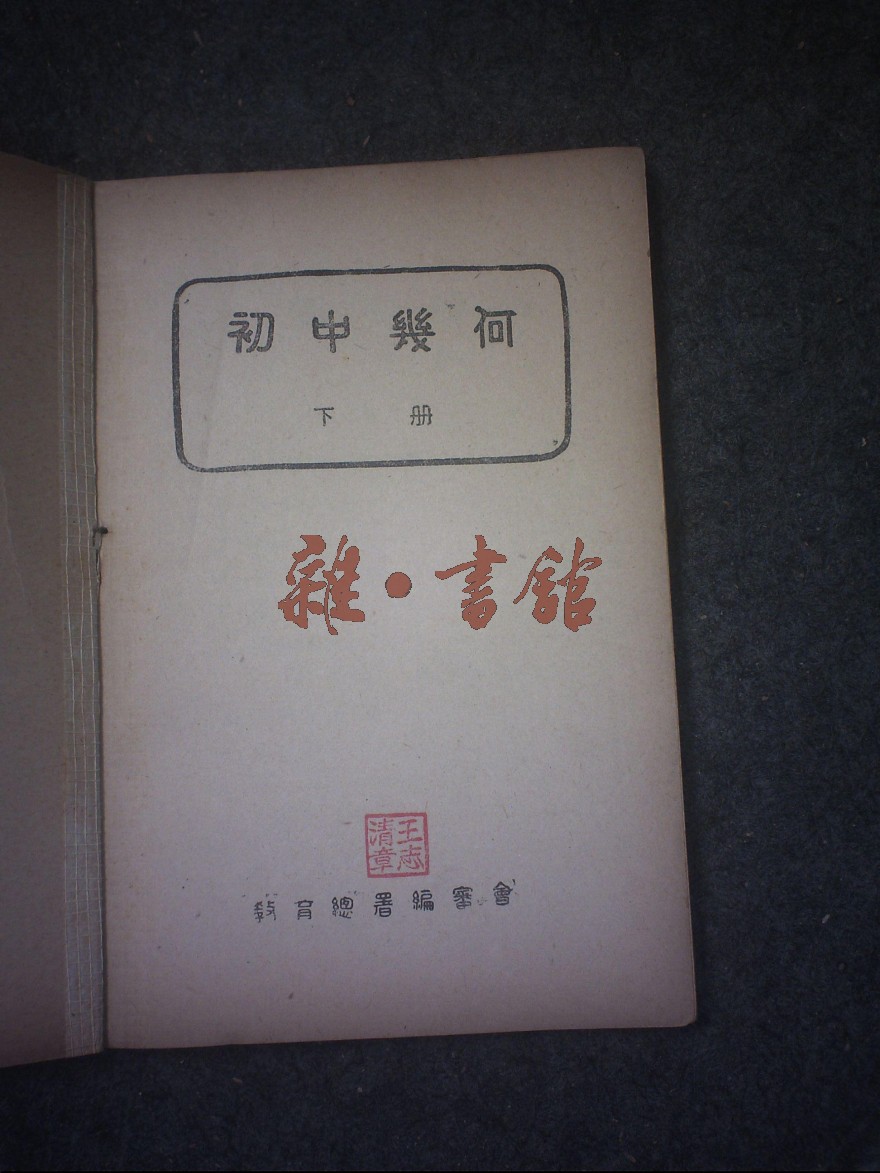 初中幾何
下册
雜·書館
王志
清章
教育總署編審會